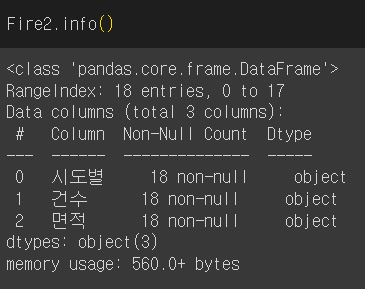 Fire2.info()
<class 'pandas.core.frame.DataFrame'>
RangeIndex: 18 entries, 0 to 17
Data columns (total 3 columns):
 #   Column  Non-Null Count  Dtype
---  ------  --------------  -----
 0   시도별     18 non-null     object
 1   건수      18 non-null     object
 2   면적      18 non-null     object
dtypes: object(3)
memory usage: 560.0+ bytes